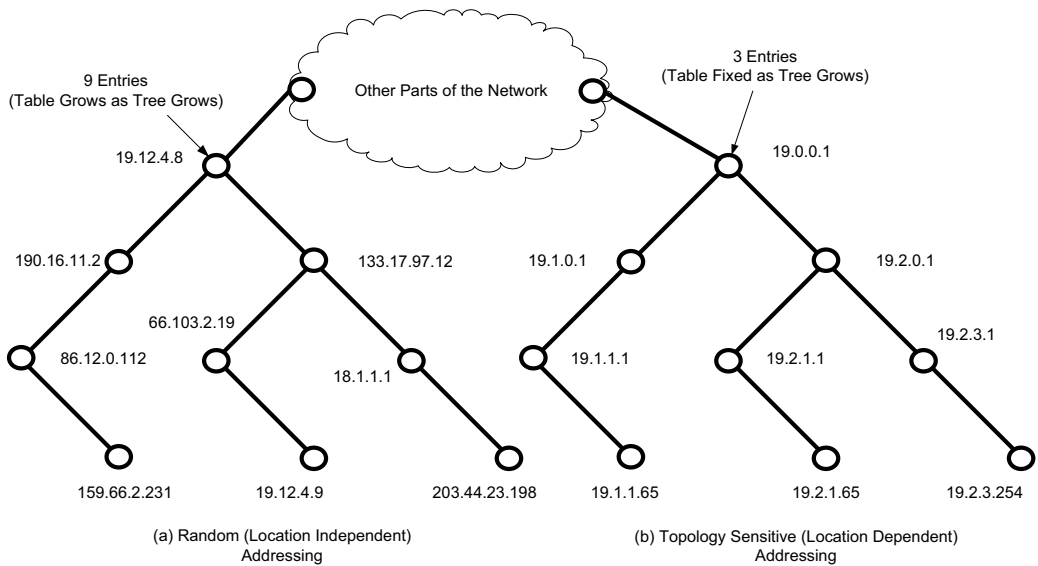 9 Entries
(Table Grows as Tree Grows)
Other Parts of the Network
3 Entries
(Table Fixed as Tree Grows)
19.12.4.8
19.0.0.1
190.16.11.2
133.17.97.12
19.1.0.1
19.2.0.1
66.103.2.19
86.12.0.112
18.1.1.1
19.1.1.1
19.2.1.1
19.2.3.1
159.66.2.231
19.12.4.9
203.44.23.198
19.1.1.65
19.2.1.65
19.2.3.254
(a) Random (Location Independent)
Addressing
(b) Topology Sensitive (Location Dependent)
Addressing